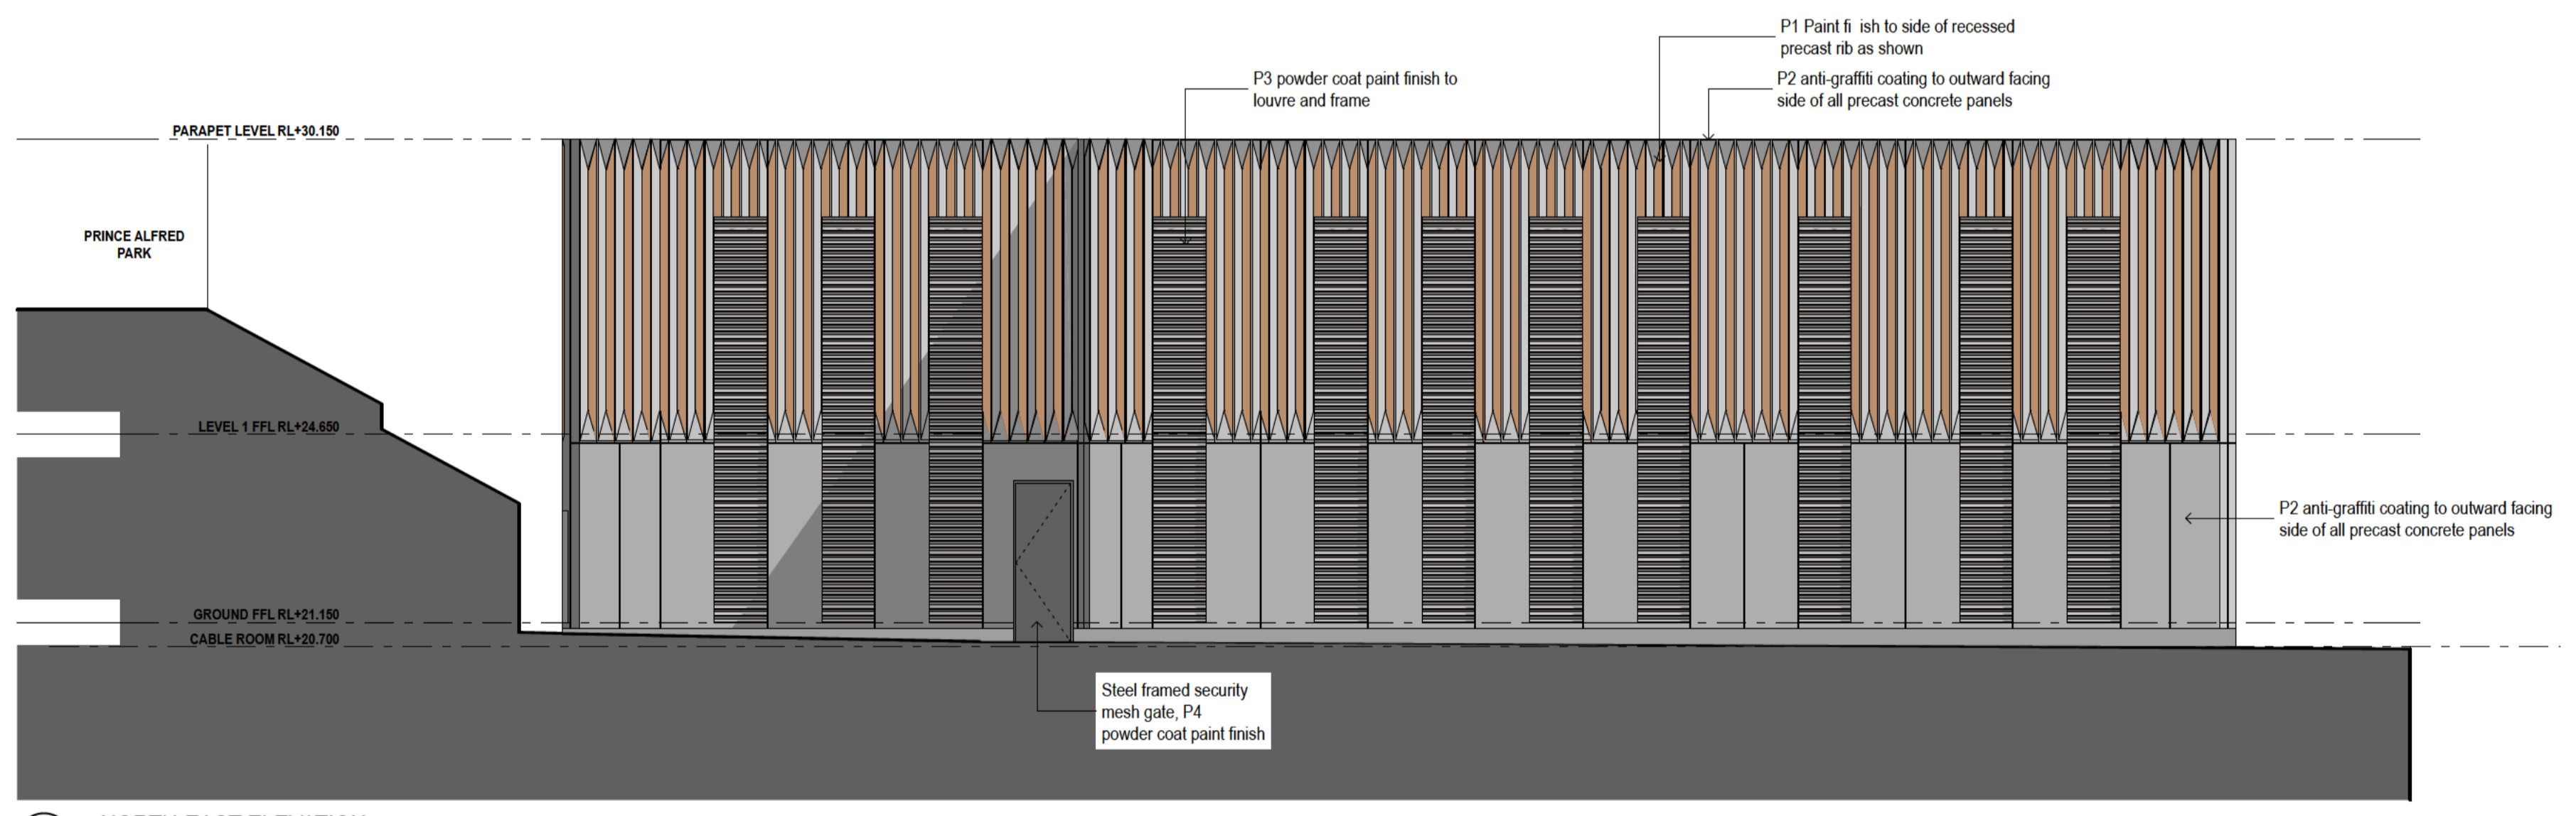 P1 Paint fi ish to side of recessed
precast rib as shown
P3 powder coat paint finish to
louvre and frame
P2 anti-graffiti coating to outward facing
side of all precast concrete panels
PARAPET LEVEL RL+30.150
PRINCE ALFRED
PARK
LEVEL 1 FFL RL+24.650
P2 anti-graffiti coating to outward facing
side of all precast concrete panels
GROUND FFL RL+21.150
CABLE ROOM RL+20.700
Steel framed security
mesh gate, P4
powder coat paint finish
NORTH EAST ELEVATION